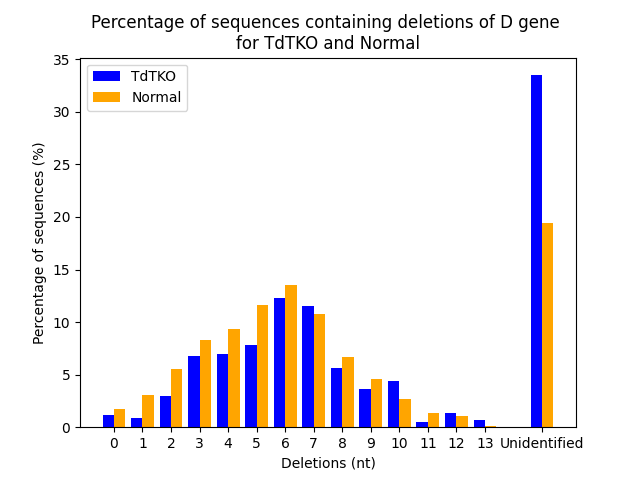 Percentage of sequences containing deletions of D gene
for TdTKO and Normal
TdTKO
Normal
Percentage of sequences (%)
35
30
25
20
15
10
5
0
0 1 2 3 4 5 6 7 8 9 10 11 12 13 Unidentified
Deletions (nt)